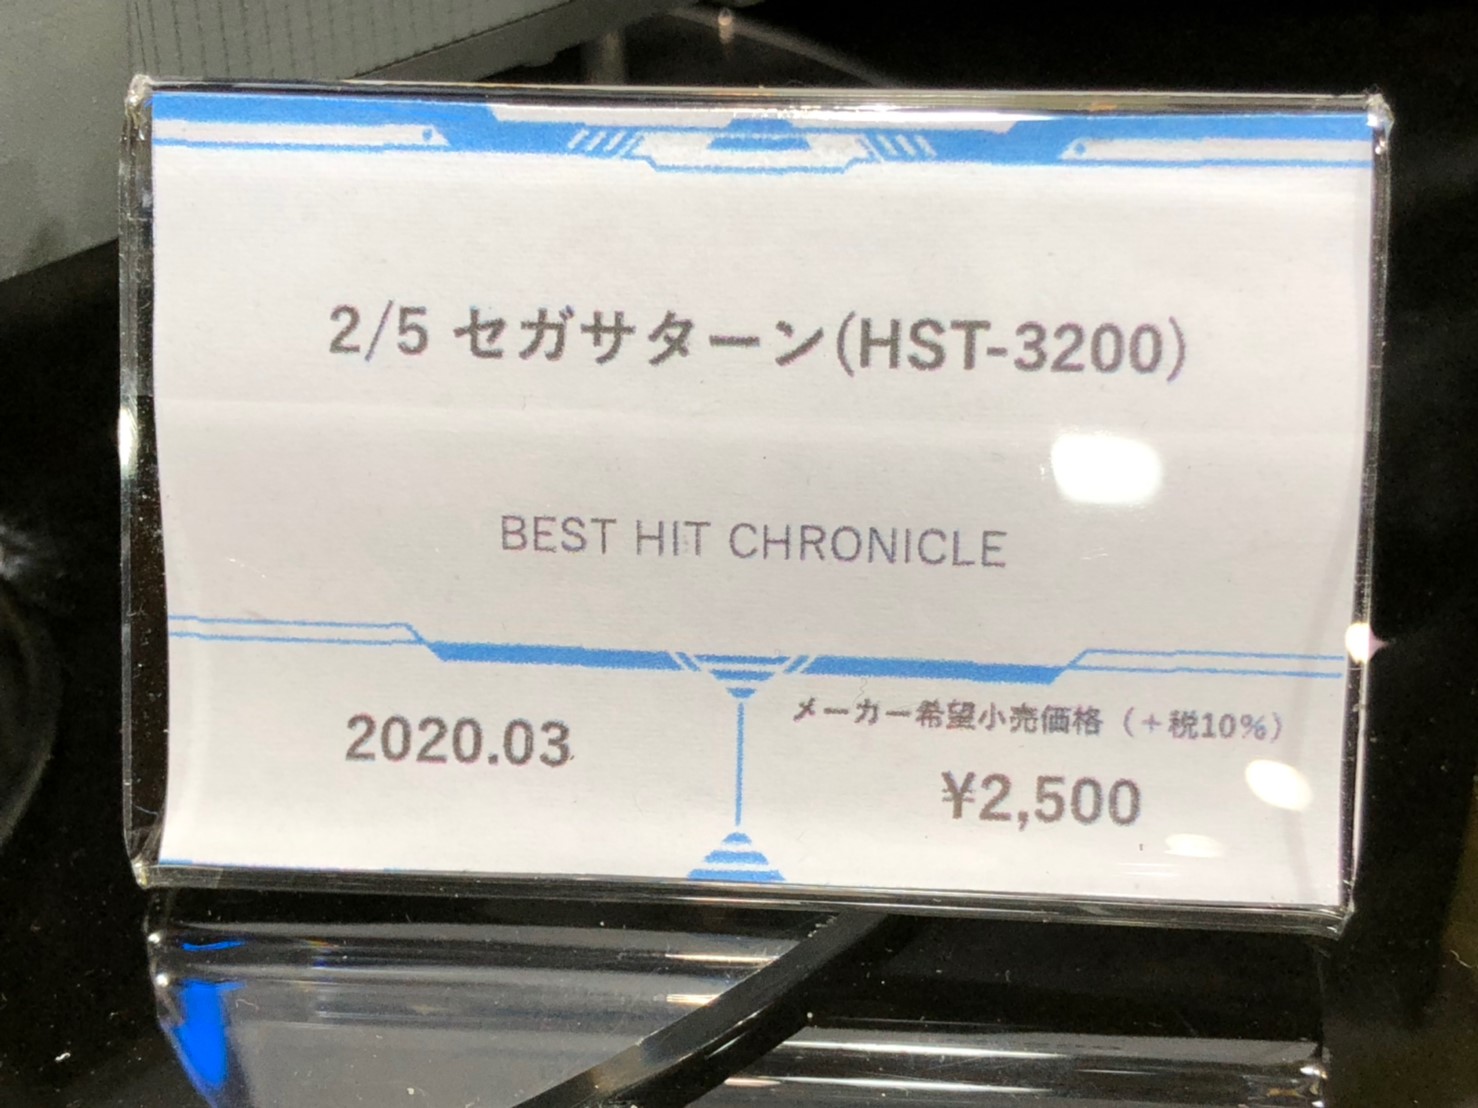 2/5 セガサターン(HST-3200)
BEST HIT CHRONICLE
2020.03
メーカー希望小売価格（+税10%）
¥2,500